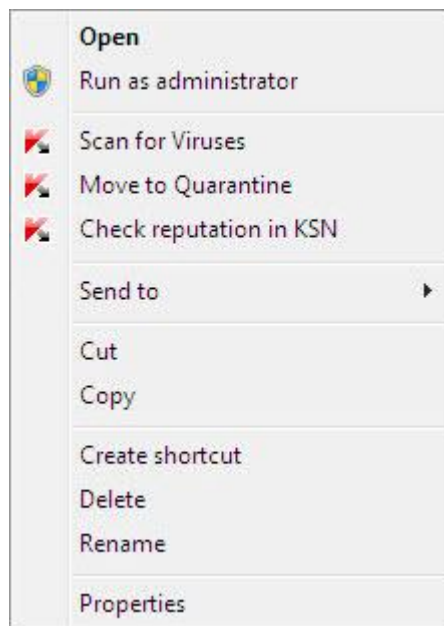 Open
Run as administrator
Scan for Viruses
Move to Quarantine
Check reputation in KSN
Send to
Cut
Copy
Create shortcut
Delete
Rename
Properties